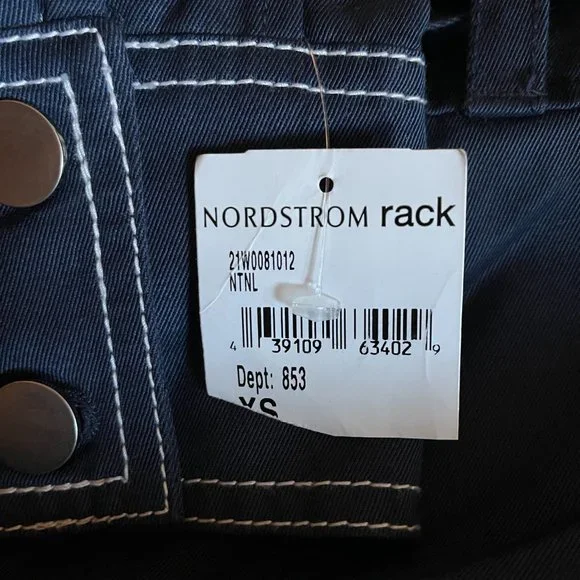 NORDSTROM rack
21W0081012
NTNL
4 39109 63402 9
Dept: 853
XS